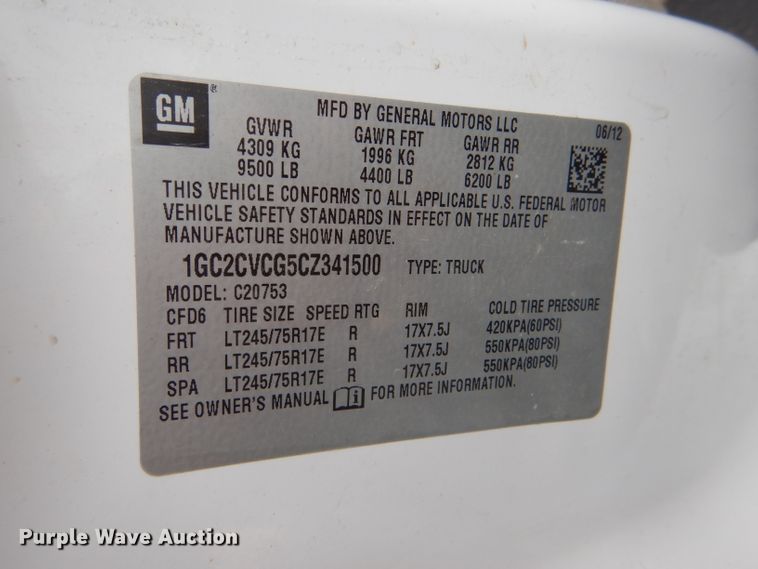 GM®
MFD BY GENERAL MOTORS LLC
06/12
GVWR GAWR FRT GAWR RR
4309 KG 1996 KG 2812 KG
9500 LB 4400 LB 6200 LB
THIS VEHICLE CONFORMS TO ALL APPLICABLE U.S. FEDERAL MOTOR
VEHICLE SAFETY STANDARDS IN EFFECT ON THE DATE OF
MANUFACTURE SHOWN ABOVE.
1GC2CVCG5CZ341500 TYPE: TRUCK
MODEL: C20753
CFD6 TIRE SIZE SPEED RTG RIM COLD TIRE PRESSURE
FRT LT245/75R17E R 17X7.5J 420KPA(60PSI)
RR LT245/75R17E R 17X7.5J 550KPA(80PSI)
SPA LT245/75R17E R 17X7.5J 550KPA(80PSI)
SEE OWNER'S MANUAL i FOR MORE INFORMATION.
Purple Wave Auction